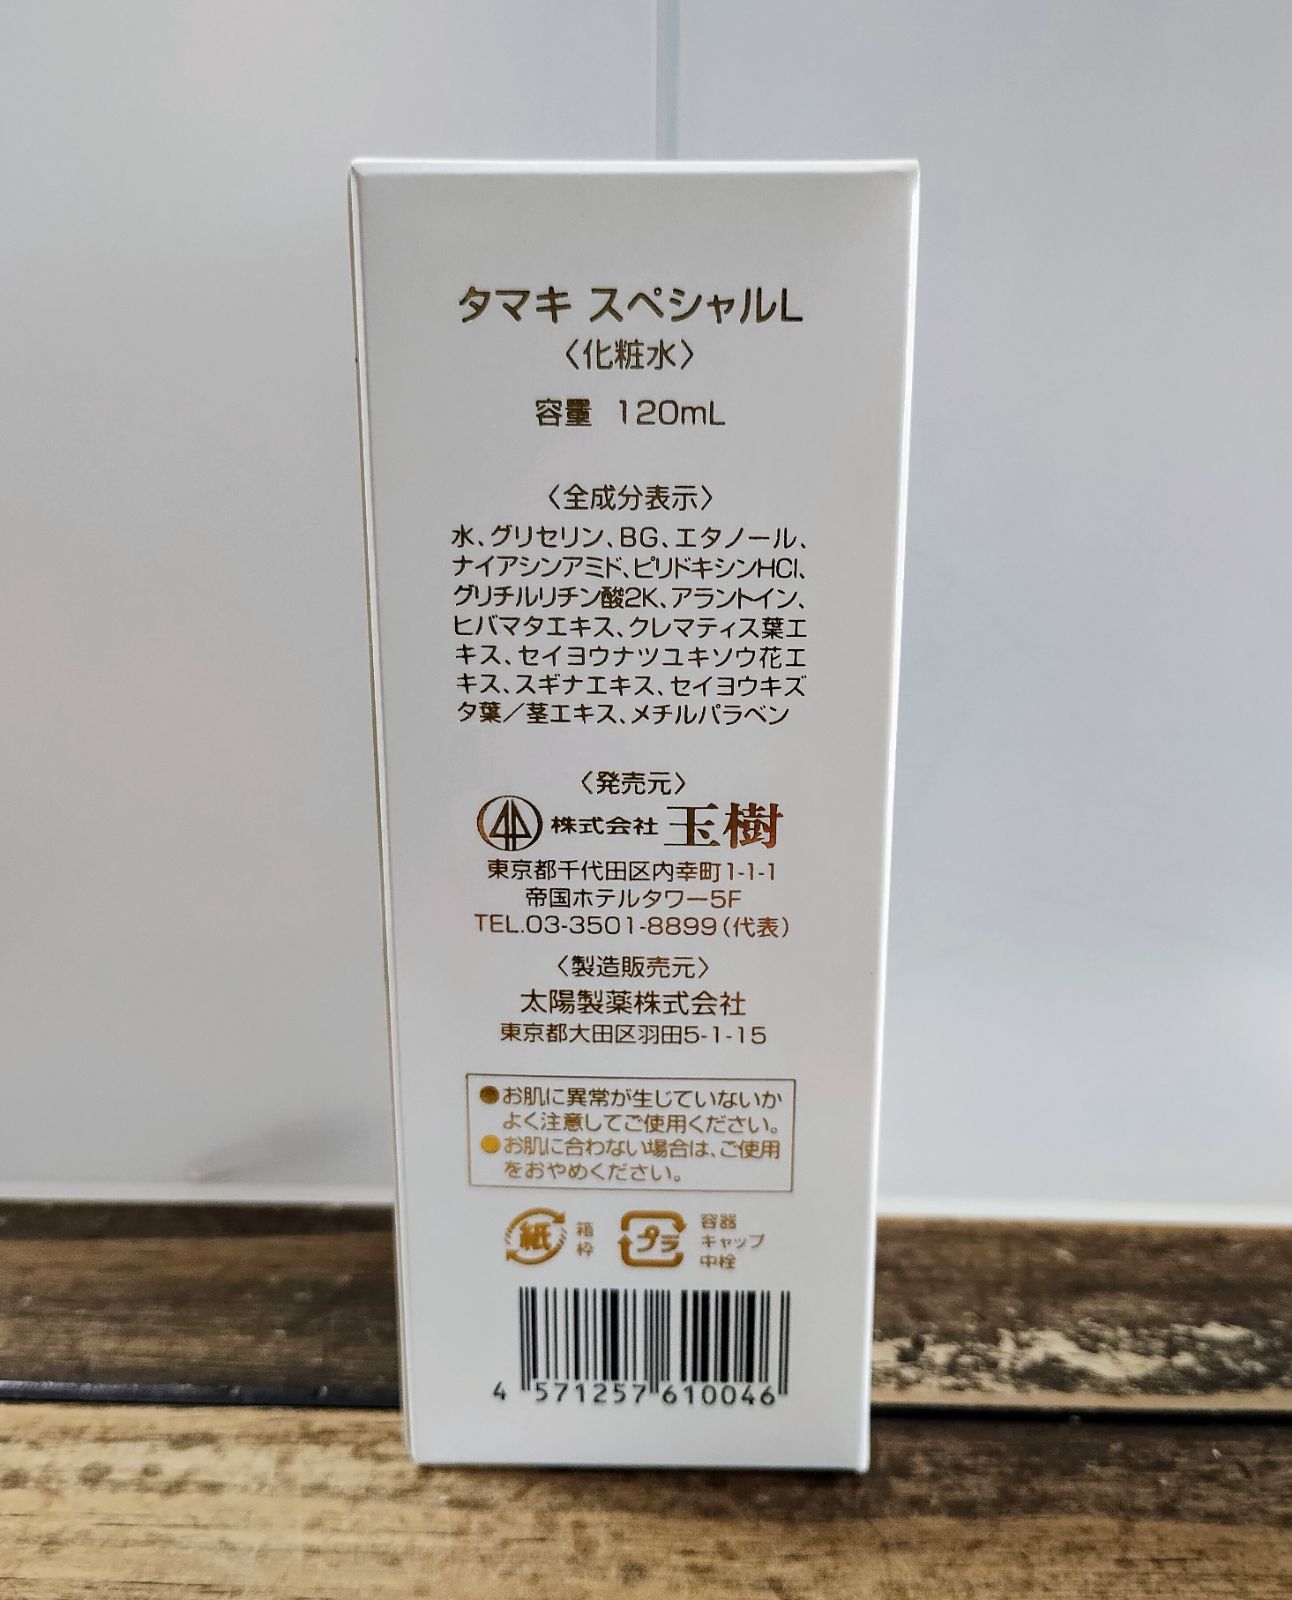 タマキ スペシャルL
〈化粧水〉
容量 120mL
〈全成分表示〉
水、グリセリン、BG、エタノール、
ナイアシンアミド、ピリドキシンHCl、
グリチルリチン酸2K、アラントイン、
ヒバマタエキス、クレマティス葉エ
キス、セイヨウナツユキソウ花エ
キス、スギナエキス、セイヨウキズ
タ葉／茎エキス、メチルパラベン
〈発売元〉
株式会社 玉樹
東京都千代田区内幸町1-1-1
帝国ホテルタワー5F
TEL.03-3501-8899（代表）
〈製造販売元〉
太陽製薬株式会社
東京都大田区羽田5-1-15
●お肌に異常が生じていないか
よく注意してご使用ください。
●お肌に合わない場合は、ご使用
をおやめください。
紙 箱
枠
プラ 容器
キャップ
中栓
4 571257 610046